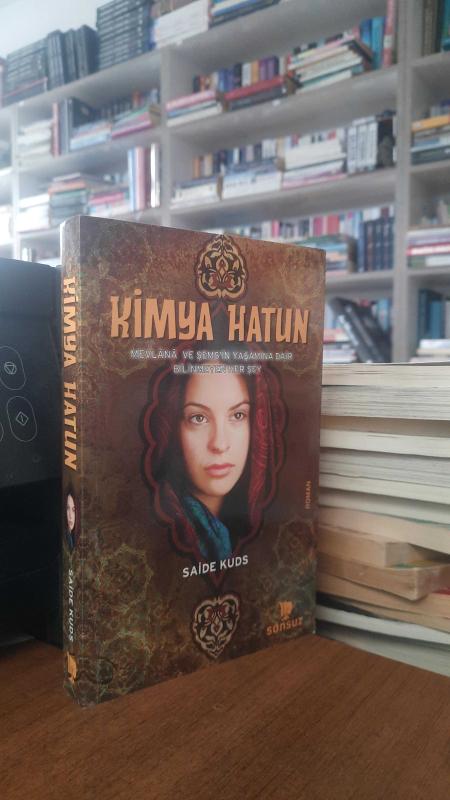 KİMYA HATUN
MEVLANA VE ŞEMS'İN YAŞAMINA DAİR
BİLİNMEYEN HER ŞEY
ROMAN
SAİDE KUDS
sonsuz
KİMYA HATUN
SAİDE KUDS